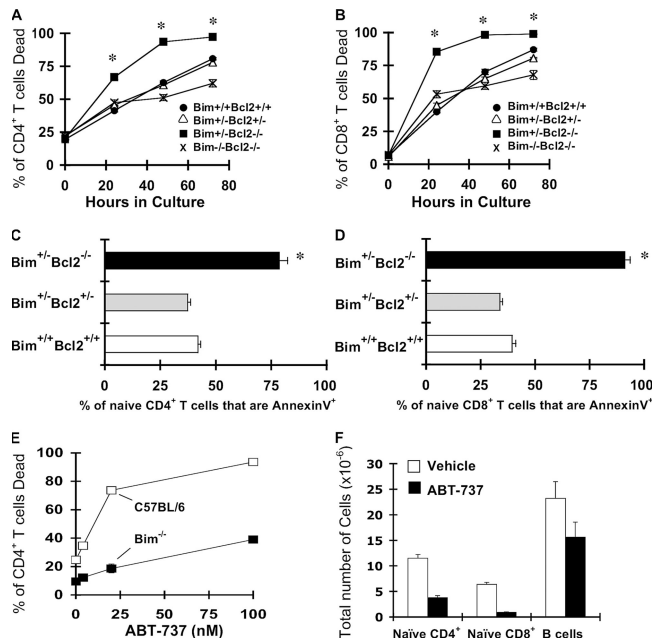 A
% of CD4+ T cells Dead
100
75
50
25
0
* * *
Bim+/+Bcl2+/+
Bim+/-Bcl2+/-
Bim+/-Bcl2-/-
Bim-/-Bcl2-/-
0 20 40 60 80
Hours in Culture
B
% of CD8+ T cells Dead
100
75
50
25
0
* * *
Bim+/+Bcl2+/+
Bim+/-Bcl2+/-
Bim+/-Bcl2-/-
Bim-/-Bcl2-/-
0 20 40 60 80
Hours in Culture
C
Bim+/-Bcl2-/-
*
Bim+/-Bcl2+/-
Bim+/+Bcl2+/+
0 25 50 75 100
% of naive CD4+ T cells that are AnnexinV+
D
Bim+/-Bcl2-/-
*
Bim+/-Bcl2+/-
Bim+/+Bcl2+/+
0 25 50 75 100
% of naive CD8+ T cells that are AnnexinV+
E
% of CD4+ T cells Dead
100
80
60
40
20
0
C57BL/6
Bim-/-
0 25 50 75 100
ABT-737 (nM)
F
Total number of Cells (x10-6)
30
25
20
15
10
5
0
Vehicle
ABT-737
Naïve CD4+ Naïve CD8+ B cells